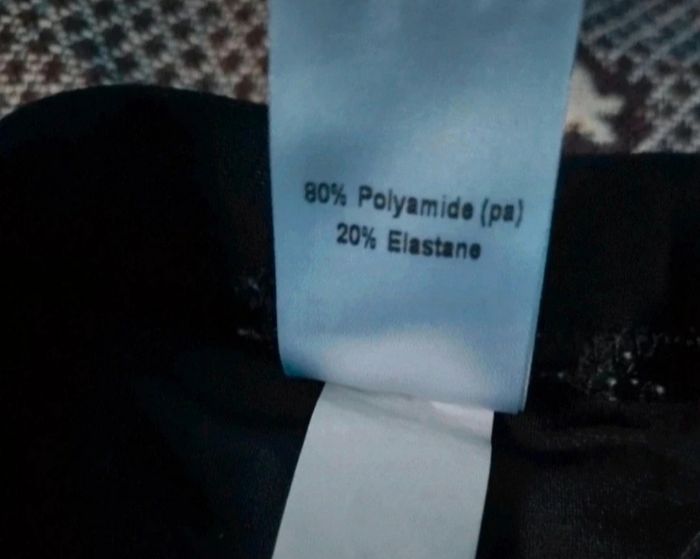 80% Polyamide (pa)
20% Elastane